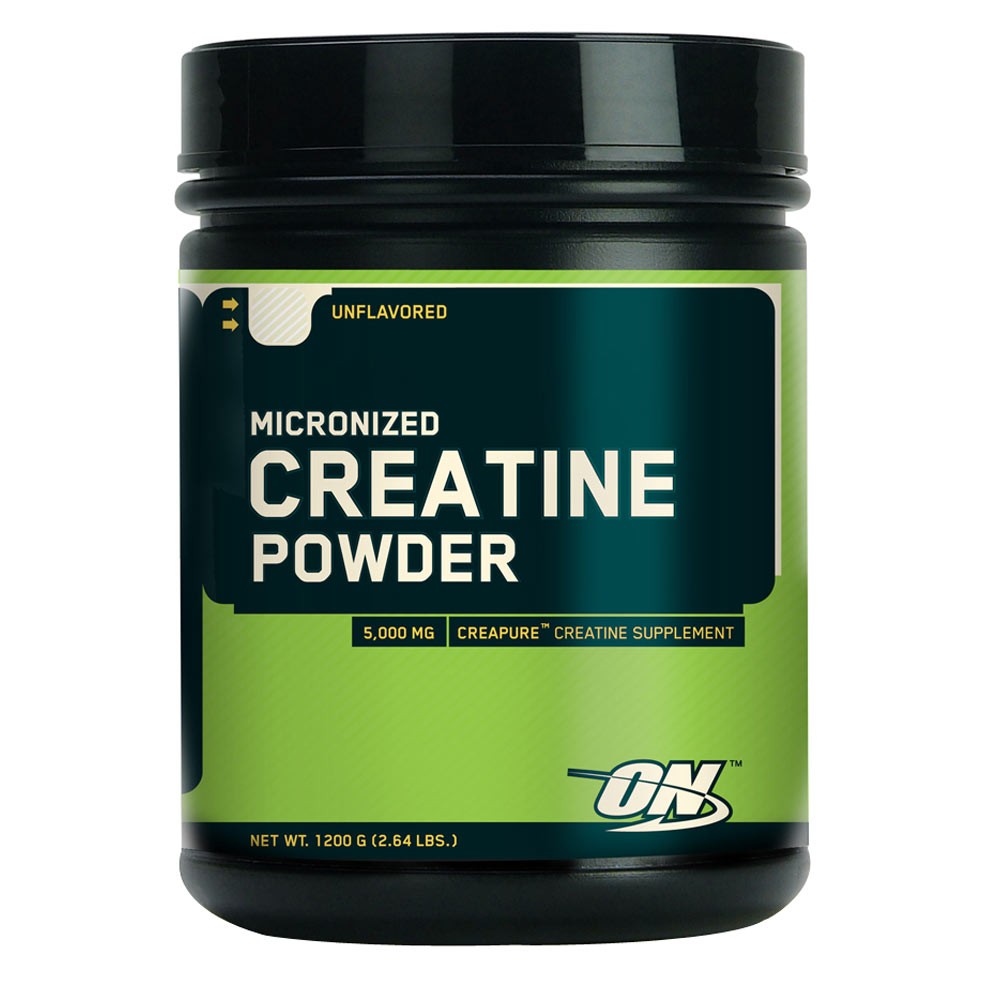 UNFLAVORED
MICRONIZED
CREATINE
POWDER
5,000 MG CREAPURE™ CREATINE SUPPLEMENT
ON™
NET WT. 1200 G (2.64 LBS.)